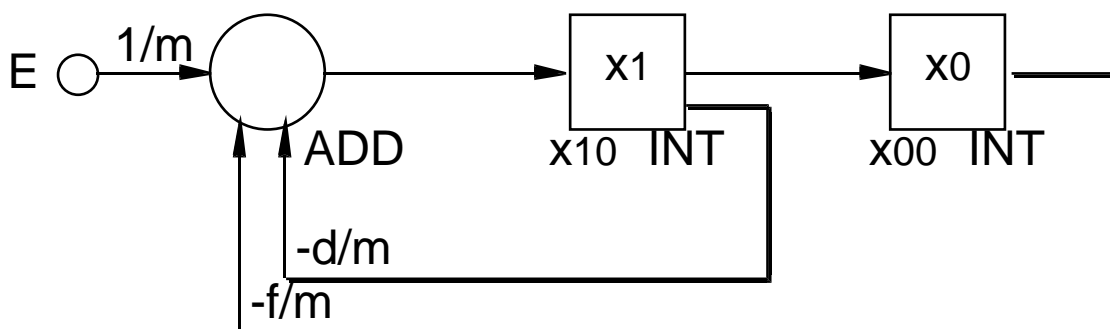 E
1/m
x1
x0
ADD
x10 INT
x00 INT
-d/m
-f/m